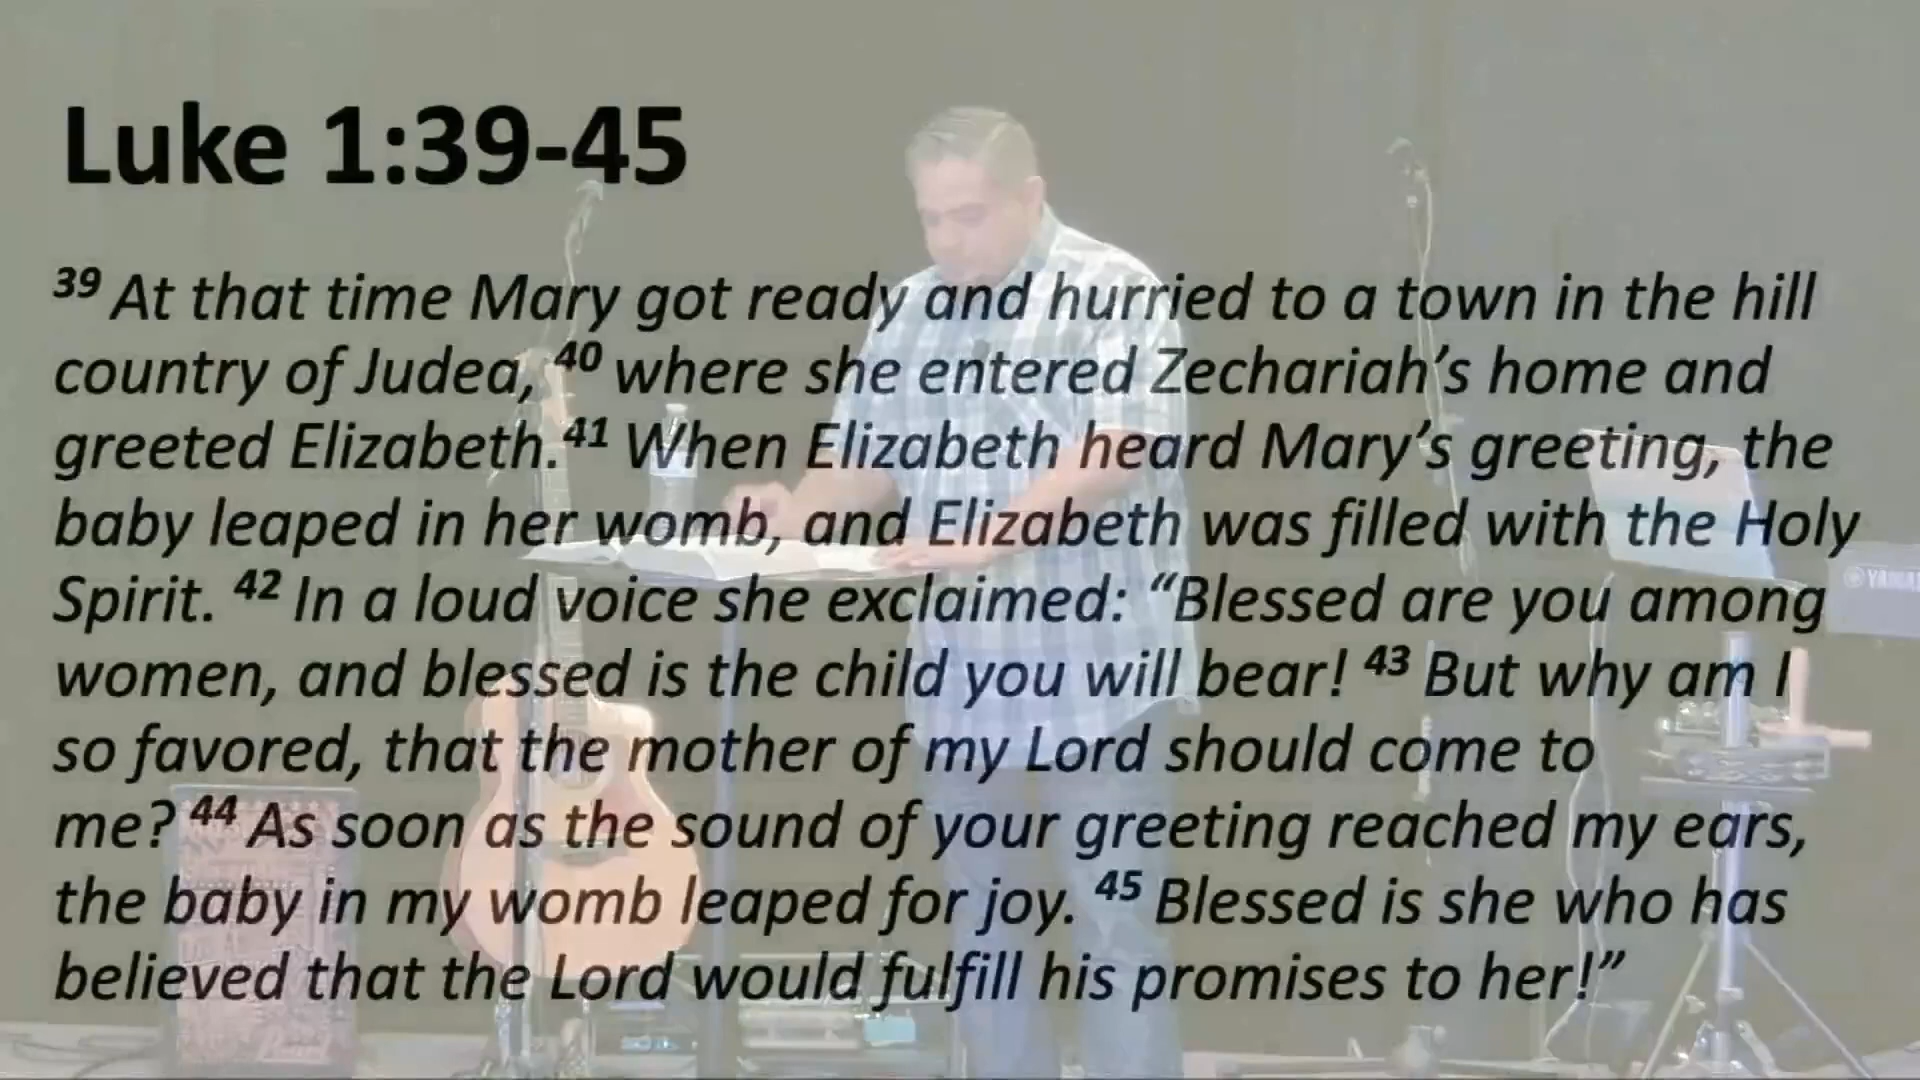 Luke 1:39-45
39 At that time Mary got ready and hurried to a town in the hill
country of Judea, 40 where she entered Zechariah’s home and
greeted Elizabeth. 41 When Elizabeth heard Mary’s greeting, the
baby leaped in her womb, and Elizabeth was filled with the Holy
Spirit. 42 In a loud voice she exclaimed: “Blessed are you among
women, and blessed is the child you will bear! 43 But why am I
so favored, that the mother of my Lord should come to
me? 44 As soon as the sound of your greeting reached my ears,
the baby in my womb leaped for joy. 45 Blessed is she who has
believed that the Lord would fulfill his promises to her!”